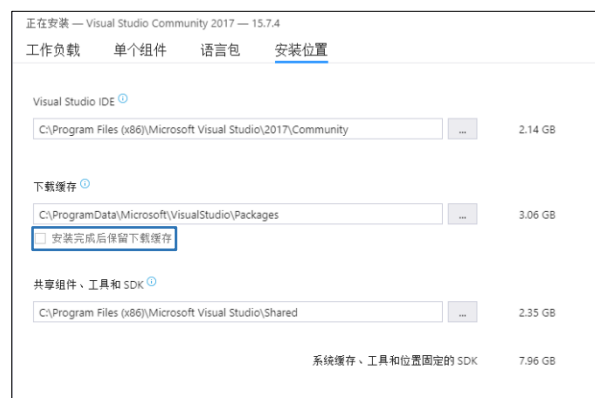 正在安装 — Visual Studio Community 2017 — 15.7.4
工作负载 单个组件 语言包 安装位置
Visual Studio IDE
C:\Program Files (x86)\Microsoft Visual Studio\2017\Community ... 2.14 GB
下载缓存
C:\ProgramData\Microsoft\VisualStudio\Packages ... 3.06 GB
安装完成后保留下载缓存
共享组件、工具和 SDK
C:\Program Files (x86)\Microsoft Visual Studio\Shared ... 2.35 GB
系统缓存、工具和位置固定的 SDK 7.96 GB